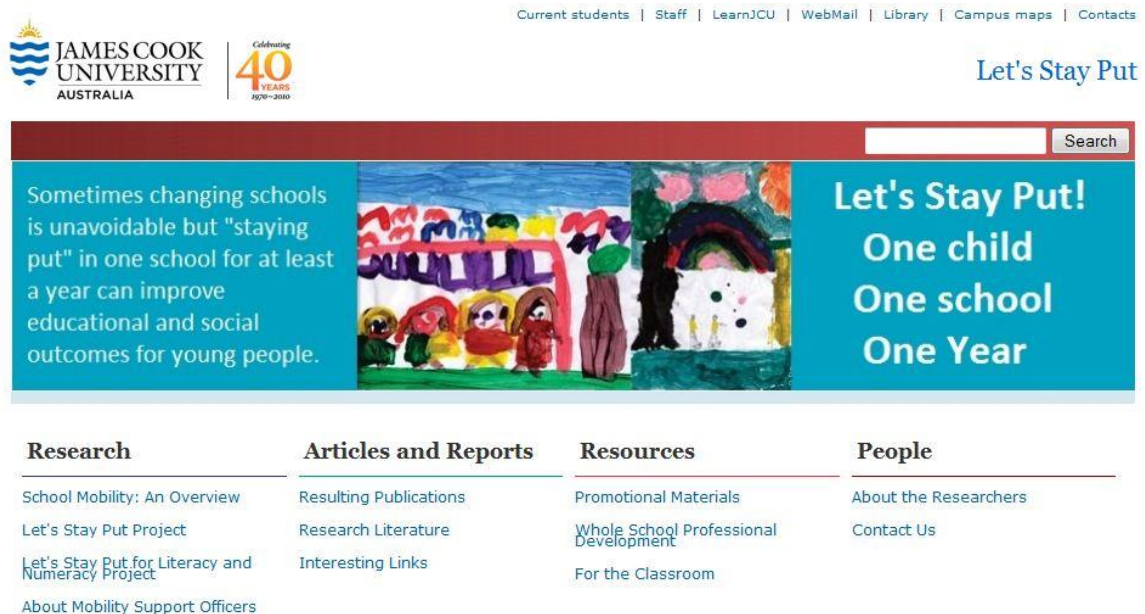 Current students | Staff | LearnJCU | WebMail | Library | Campus maps | Contacts
JAMES COOK
UNIVERSITY
AUSTRALIA
Celebrating
40
YEARS
1970~2010
Let's Stay Put
Search
Sometimes changing schools
is unavoidable but "staying
put" in one school for at least
a year can improve
educational and social
outcomes for young people.
Let's Stay Put!
One child
One school
One Year
Research
School Mobility: An Overview
Let's Stay Put Project
Let's Stay Put for Literacy and
Numeracy Project
About Mobility Support Officers
Articles and Reports
Resulting Publications
Research Literature
Interesting Links
Resources
Promotional Materials
Whole School Professional
Development
For the Classroom
People
About the Researchers
Contact Us